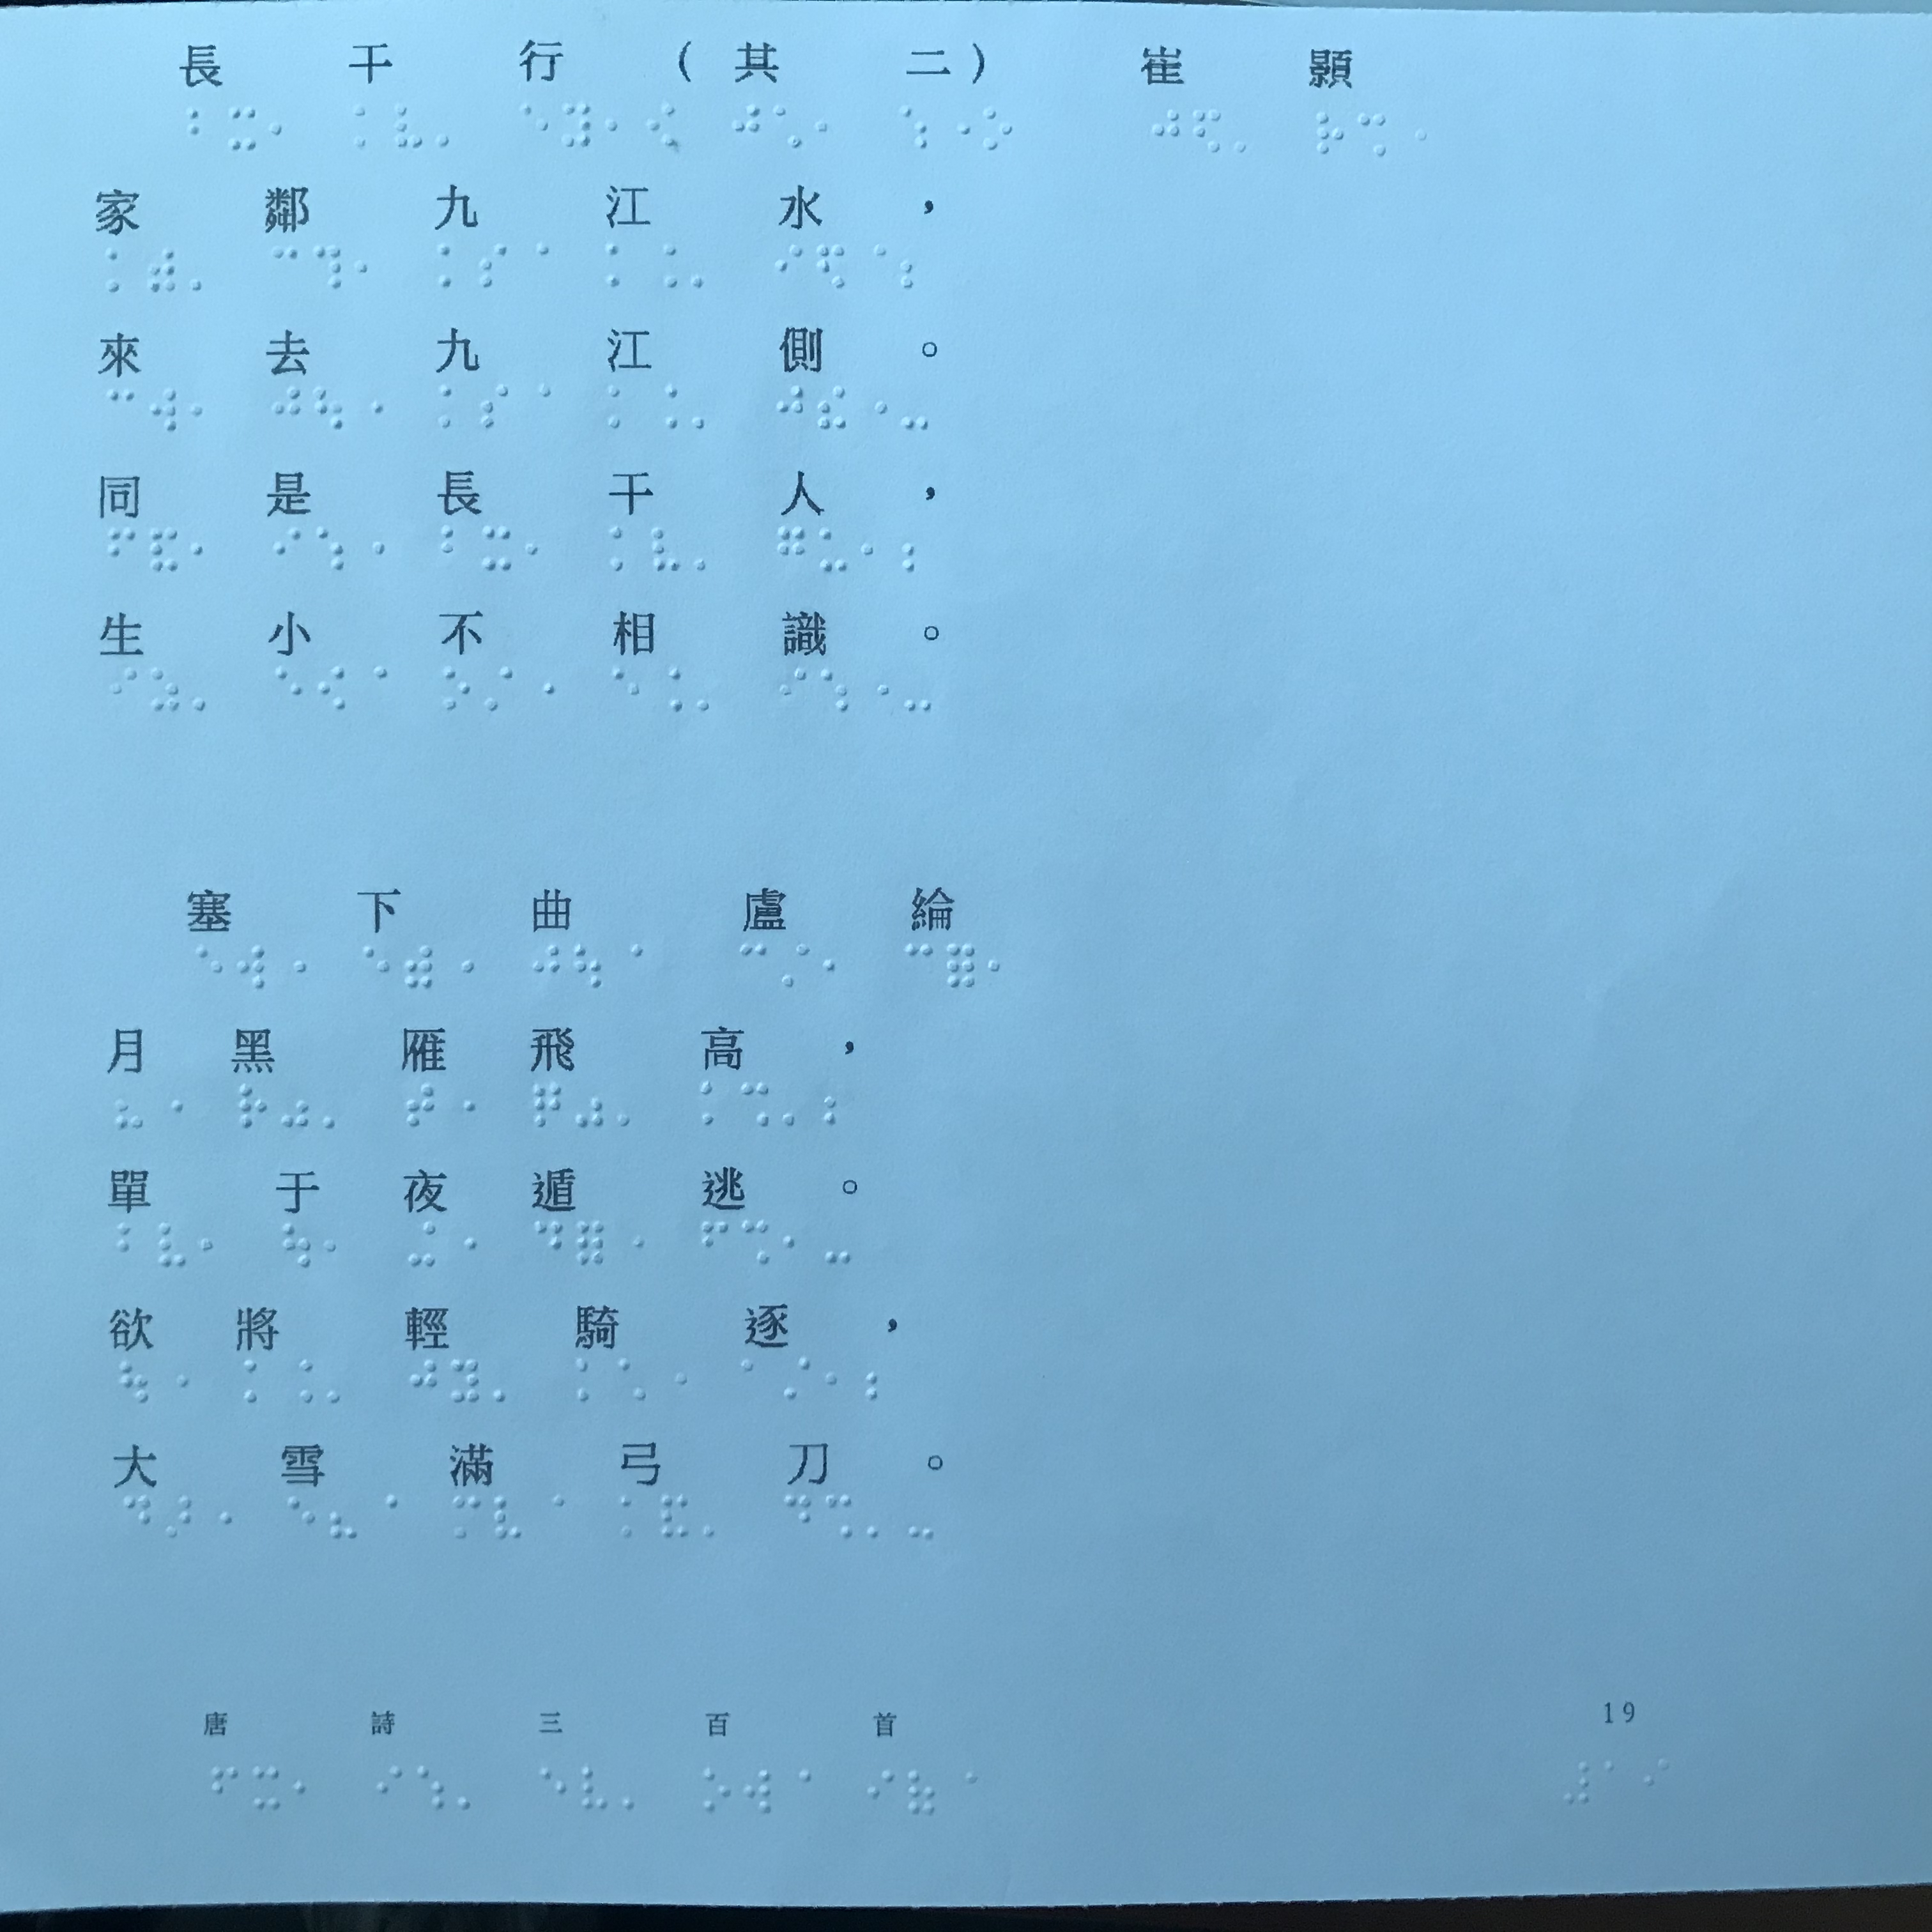 長干行(其二) 崔顥
家鄰九江水，
來去九江側。
同是長干人，
生小不相識。
塞下曲 盧綸
月黑雁飛高，
單于夜遁逃。
欲將輕騎逐，
大雪滿弓刀。
唐詩三百首 19